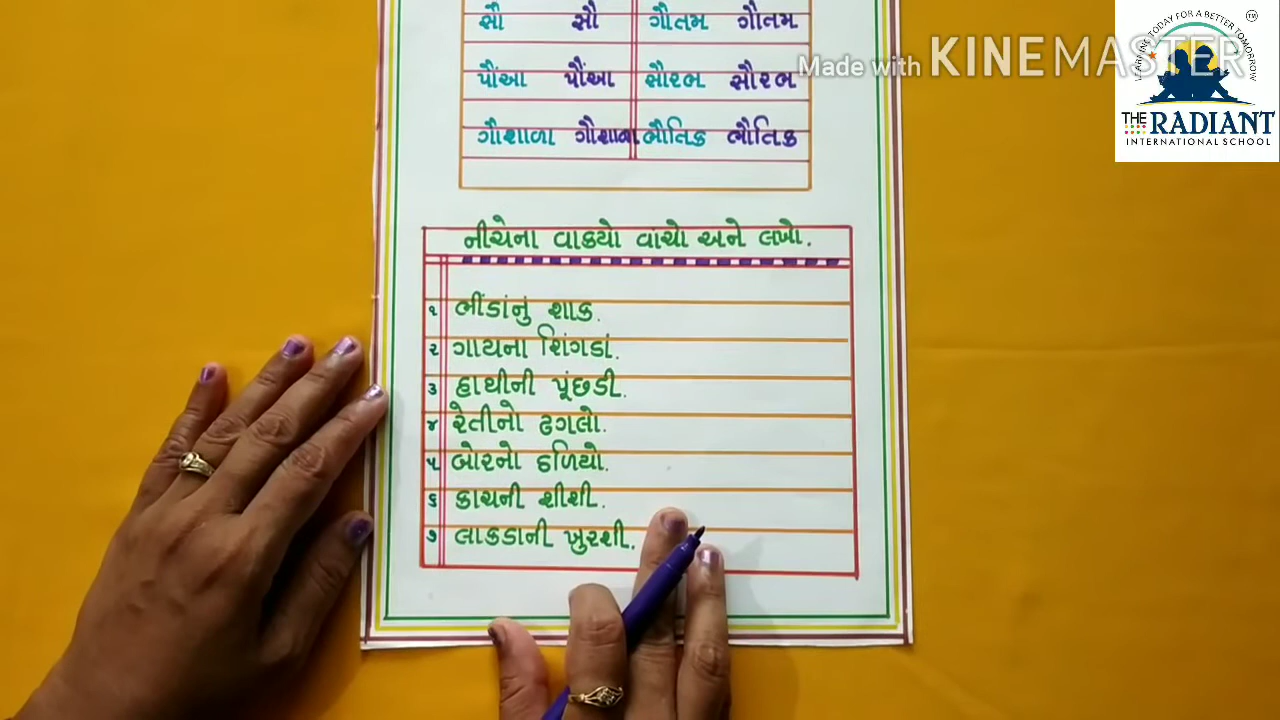 સૌ સૌ ગૌતમ ગૌતમ
પૌંઆ પૌંઆ સૌરભ સૌરભ
ગૌશાળા ગૌશાળા ભૌતિક ભૌતિક
નીચેના વાક્યો વાંચો અને લખો.
૧ ભીંડાંનું શાક.
૨ ગાયના શિંગડાં.
૩ હાથીની પૂંછડી.
૪ રેતીનો ઢગલો.
૫ બોરનો ઠળિયો.
૬ કાચની શીશી.
૭ લાકડાની ખુરશી.
Made with KINEMASTER
LEARNING TODAY FOR A BETTER TOMORROW
TM
THE RADIANT
INTERNATIONAL SCHOOL